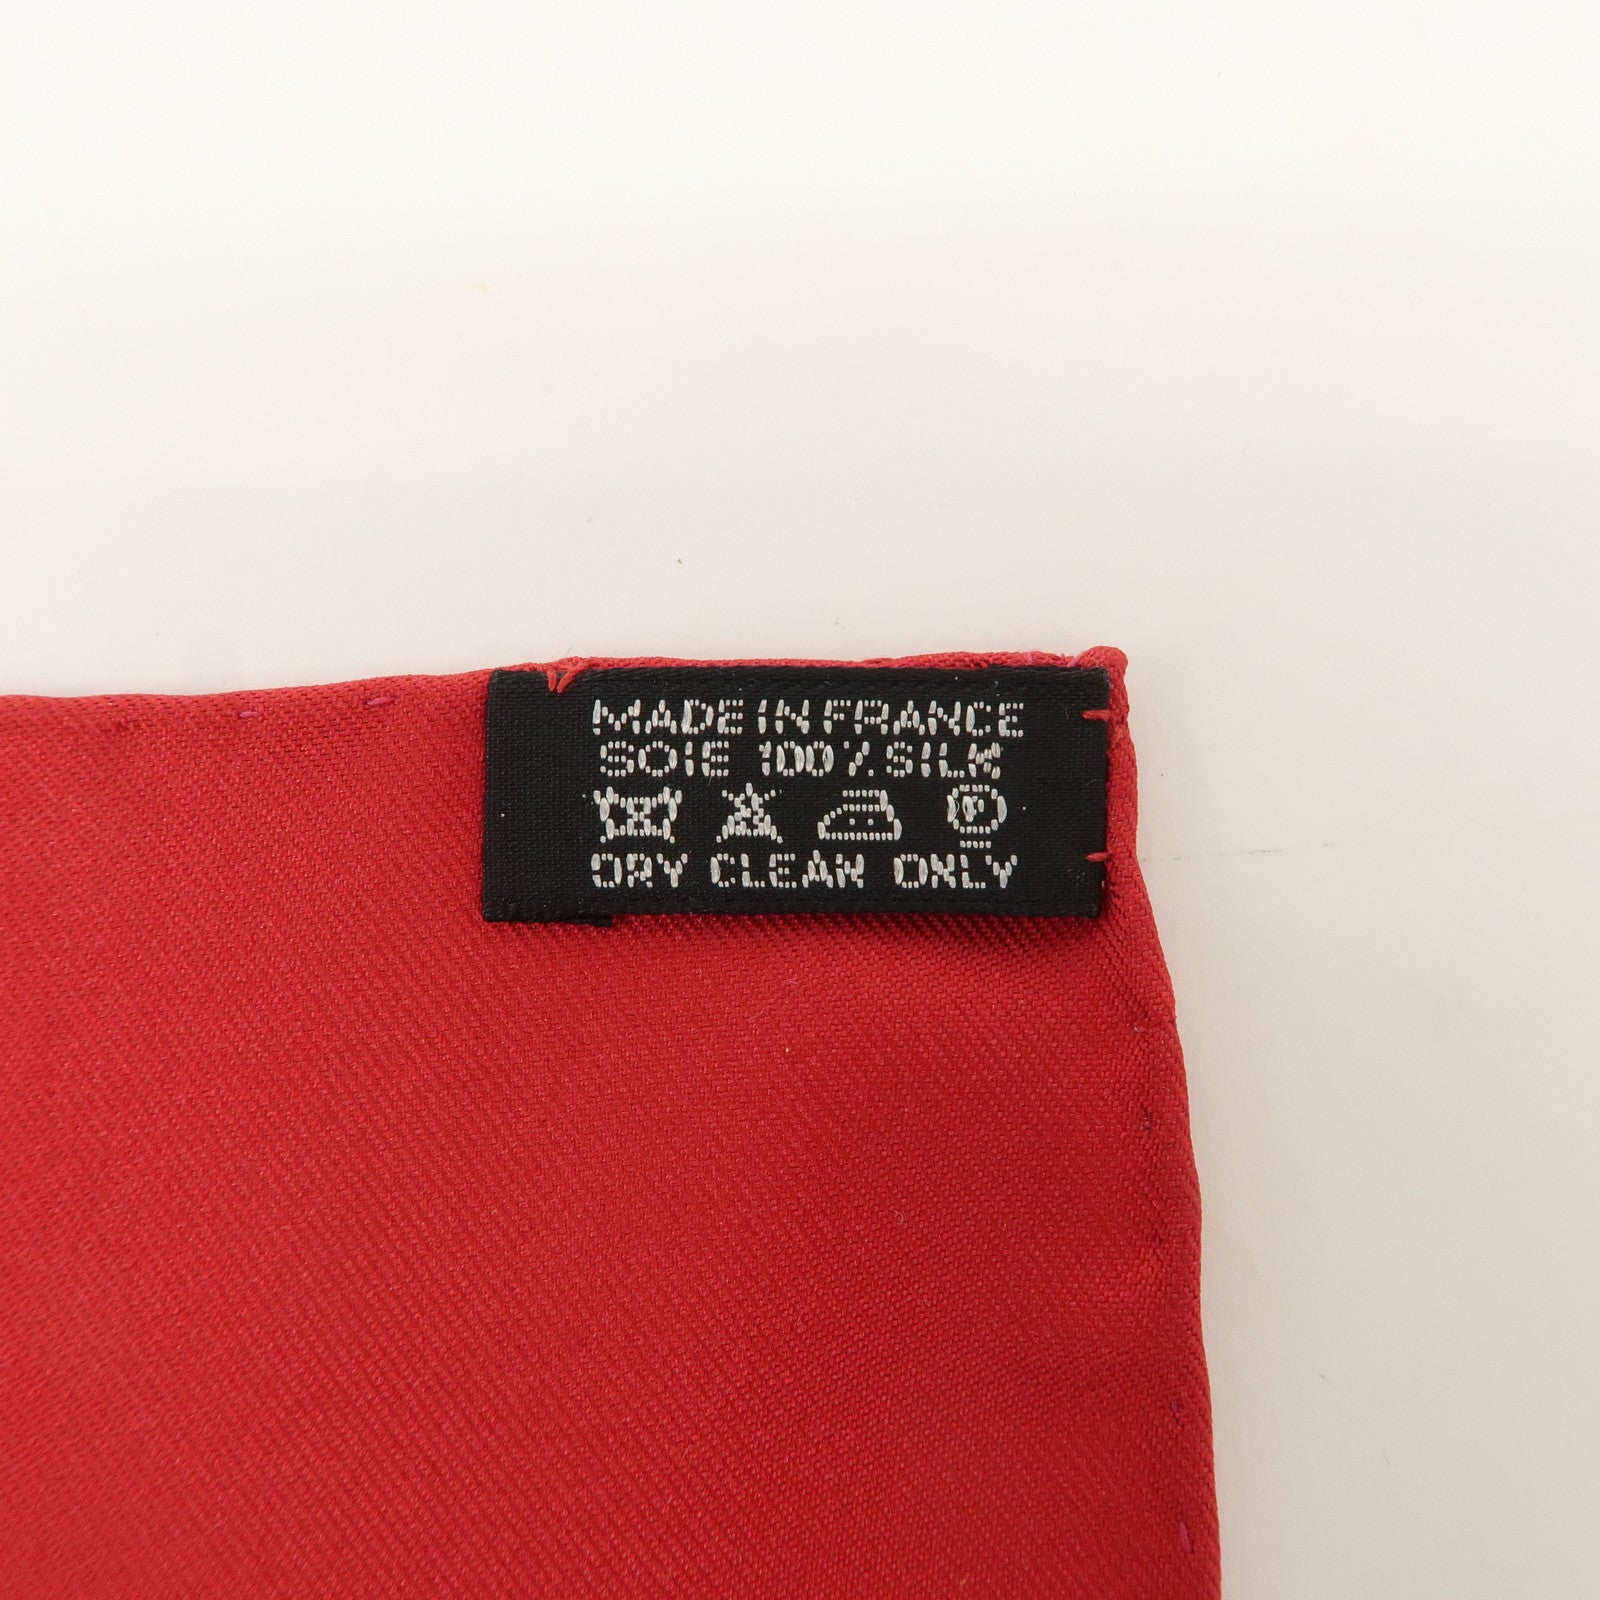 MADE IN FRANCE
SOIE 100% SILK
P
DRY CLEAN ONLY